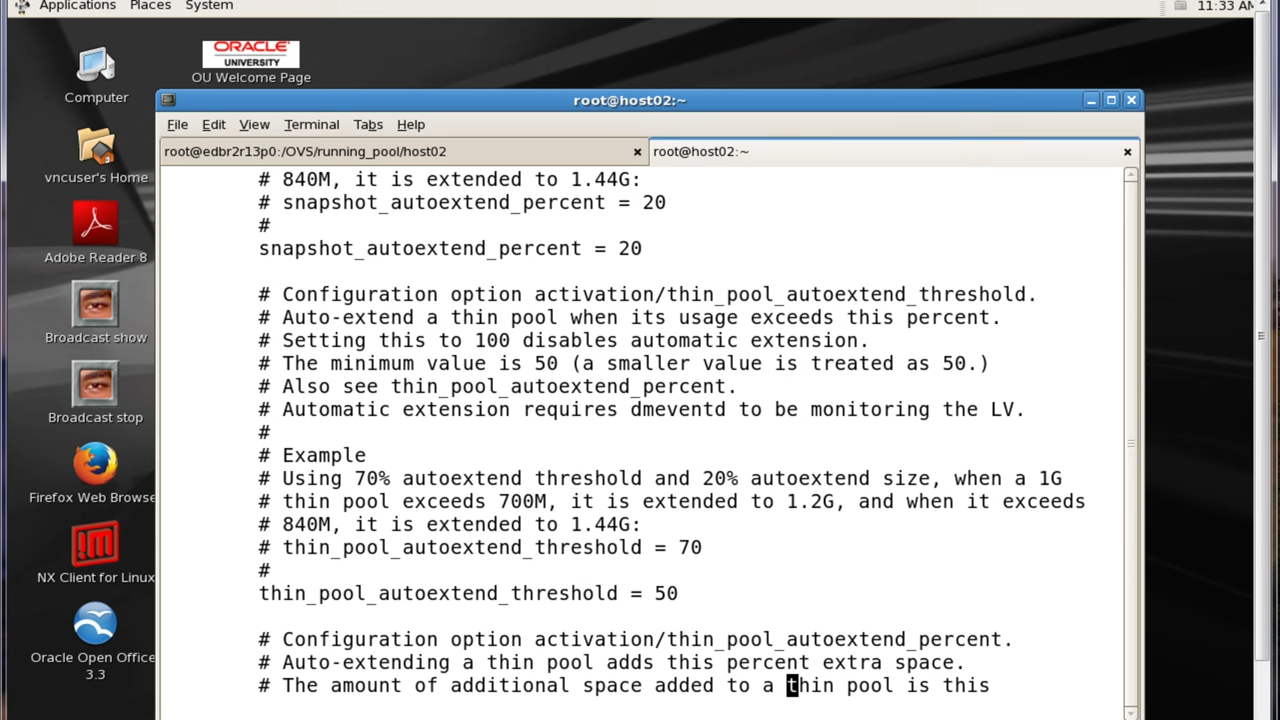 Applications Places System 11:33 AM
ORACLE
UNIVERSITY
OU Welcome Page
Computer
vncuser's Home
Adobe Reader 8
Broadcast show
Broadcast stop
Firefox Web Browse
NX Client for Linux
Oracle Open Office
3.3
root@host02:~
File Edit View Terminal Tabs Help
root@edbr2r13p0:/OVS/running_pool/host02
root@host02:~
# 840M, it is extended to 1.44G:
# snapshot_autoextend_percent = 20
#
snapshot_autoextend_percent = 20
# Configuration option activation/thin_pool_autoextend_threshold.
# Auto-extend a thin pool when its usage exceeds this percent.
# Setting this to 100 disables automatic extension.
# The minimum value is 50 (a smaller value is treated as 50.)
# Also see thin_pool_autoextend_percent.
# Automatic extension requires dmeventd to be monitoring the LV.
#
# Example
# Using 70% autoextend threshold and 20% autoextend size, when a 1G
# thin pool exceeds 700M, it is extended to 1.2G, and when it exceeds
# 840M, it is extended to 1.44G:
# thin_pool_autoextend_threshold = 70
#
thin_pool_autoextend_threshold = 50
# Configuration option activation/thin_pool_autoextend_percent.
# Auto-extending a thin pool adds this percent extra space.
# The amount of additional space added to a thin pool is this